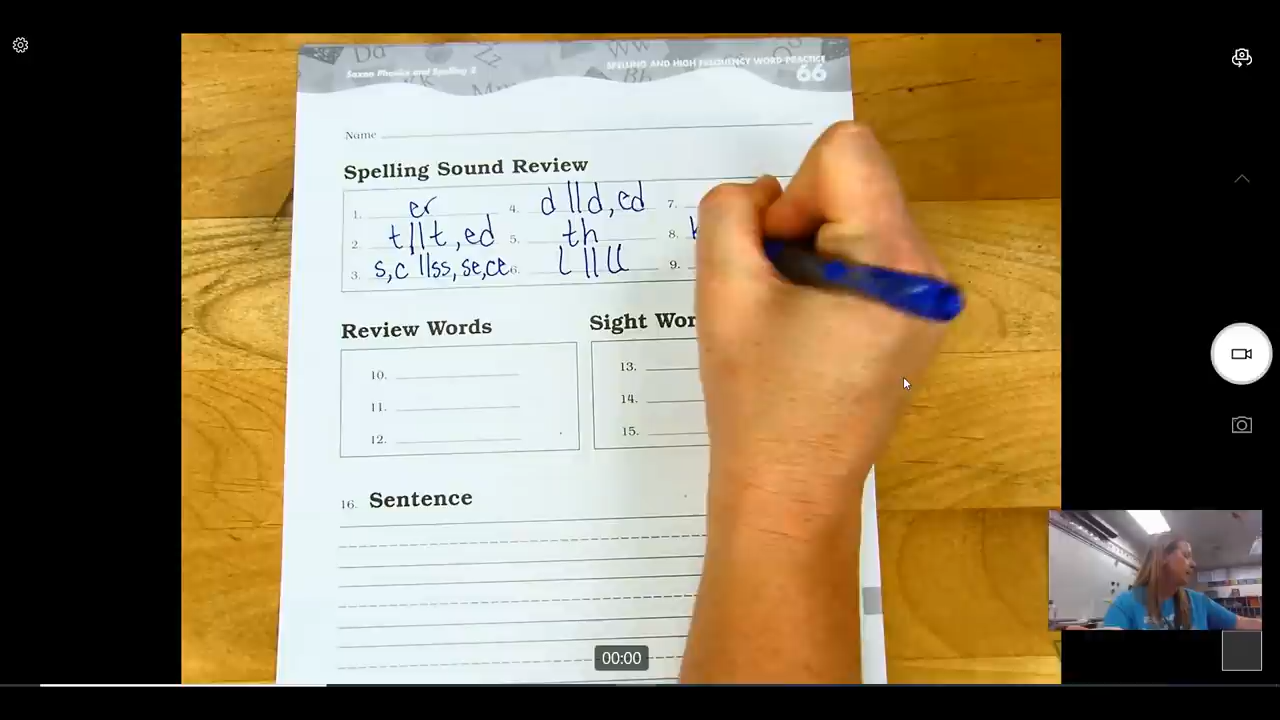 Saxon Phonics and Spelling 2
SPELLING AND HIGH FREQUENCY WORD PRACTICE
66
Name
Spelling Sound Review
1. er
2. t || t, ed
3. s, c || ss, se, ce
4. d || d, ed
5. th
6. l || ll
7.
8.
9.
Review Words
10.
11.
12.
Sight Wor
13.
14.
15.
16. Sentence
00:00